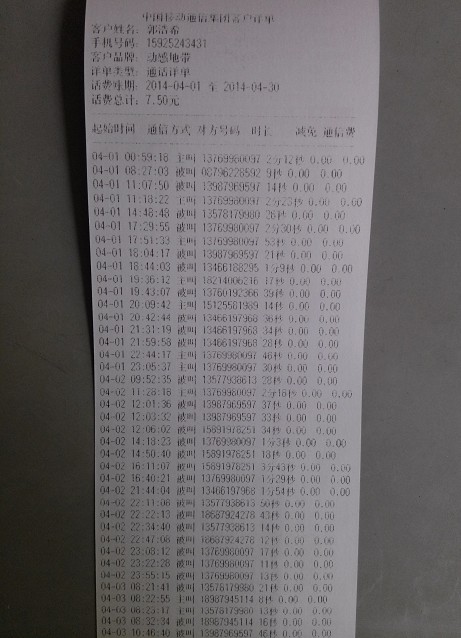 中国移动通信集团客户详单
客户姓名: 郭浩希
手机号码: 15925243431
客户品牌: 动感地带
详单类型: 通话详单
话费账期: 2014-04-01 至 2014-04-30
话费总计: 7.50元
起始时间 通信方式 对方号码 时长 减免 通信费
04-01 00:59:18 主叫 13769980097 2分12秒 0.00 0.00
04-01 08:27:03 被叫 08796228592 9秒 0.00 0.00
04-01 11:07:50 被叫 13987969597 14秒 0.00 0.00
04-01 11:18:22 主叫 13769980097 2分23秒 0.00 0.00
04-01 14:48:48 被叫 13578179980 26秒 0.00 0.00
04-01 17:29:55 被叫 13769980097 2分30秒 0.00 0.00
04-01 17:51:33 主叫 13769980097 53秒 0.00 0.00
04-01 18:04:17 被叫 13987969597 21秒 0.00 0.00
04-01 18:44:03 被叫 13466188295 1分9秒 0.00 0.00
04-01 19:36:12 主叫 18214006216 17秒 0.00 0.00
04-01 19:43:07 被叫 13760192366 39秒 0.00 0.00
04-01 20:09:42 主叫 15125581989 14秒 0.00 0.00
04-01 20:42:44 被叫 13466197968 36秒 0.00 0.00
04-01 21:31:19 被叫 13466197968 34秒 0.00 0.00
04-01 21:59:58 被叫 13466197968 28秒 0.00 0.00
04-01 22:44:17 主叫 13769980097 46秒 0.00 0.00
04-01 23:05:37 主叫 13769980097 30秒 0.00 0.00
04-02 09:52:35 被叫 13577938613 28秒 0.00 0.00
04-02 11:28:18 主叫 13769980097 2分18秒 0.00 0.00
04-02 12:01:36 被叫 13987969597 37秒 0.00 0.00
04-02 12:03:32 被叫 13987969597 33秒 0.00 0.00
04-02 12:06:02 被叫 15891978251 34秒 0.00 0.00
04-02 14:18:23 被叫 13769980097 1分3秒 0.00 0.00
04-02 14:50:40 被叫 15891978251 18秒 0.00 0.00
04-02 16:11:07 被叫 15891978251 3分43秒 0.00 0.00
04-02 16:40:21 被叫 13769980097 1分29秒 0.00 0.00
04-02 21:44:04 被叫 13466197968 1分54秒 0.00 0.00
04-02 22:11:06 被叫 13577938613 50秒 0.00 0.00
04-02 22:22:13 被叫 18687924278 43秒 0.00 0.00
04-02 22:34:40 被叫 13577938613 14秒 0.00 0.00
04-02 22:47:08 被叫 18687924278 12秒 0.00 0.00
04-02 23:08:12 被叫 13769980097 17秒 0.00 0.00
04-02 23:22:28 被叫 13769980097 11秒 0.00 0.00
04-02 23:55:15 被叫 13769980097 13秒 0.00 0.00
04-03 08:21:41 被叫 13578179980 21秒 0.00 0.00
04-03 08:22:55 主叫 18987945114 8秒 0.00 0.00
04-03 08:23:17 主叫 13578179980 13秒 0.00 0.00
04-03 08:32:34 被叫 18987945114 16秒 0.00 0.00
04-03 10:46:40 被叫 13987969597 48秒 0.00 0.00